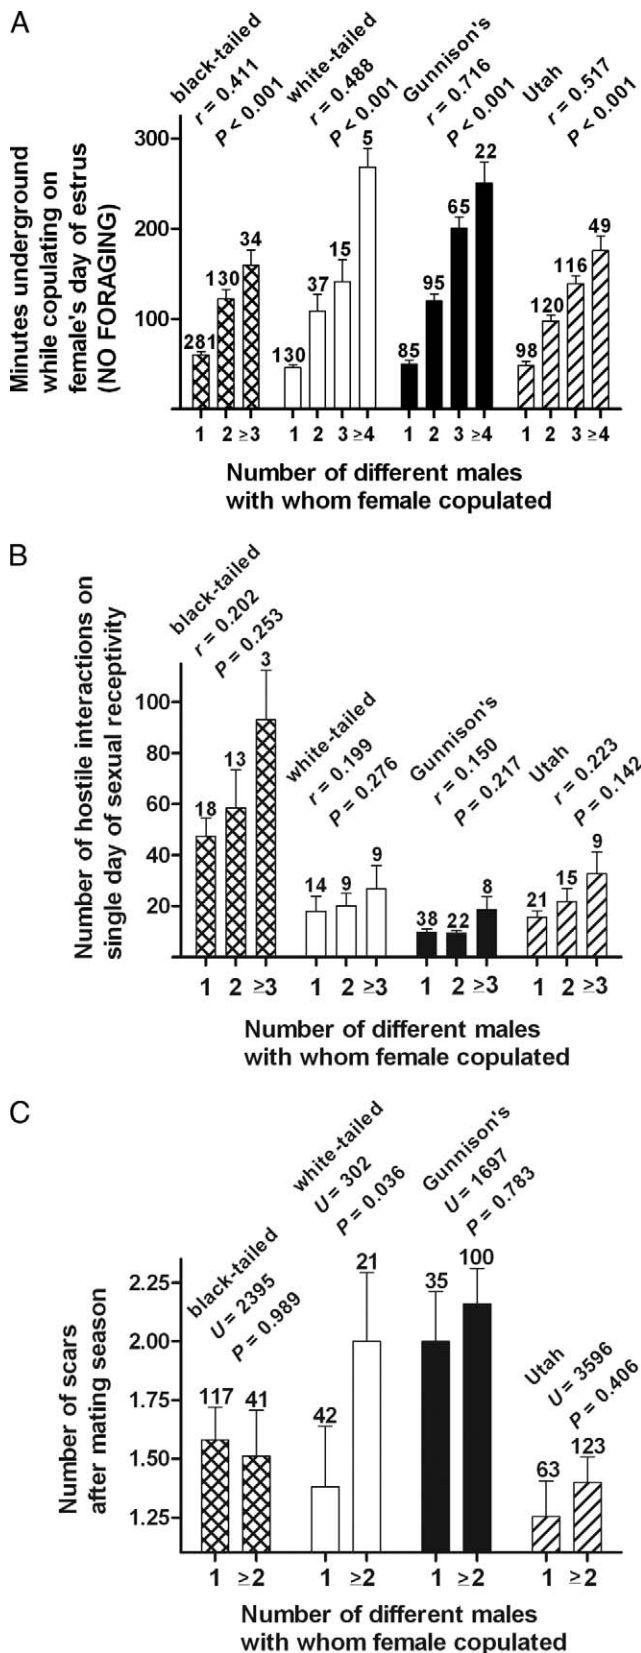 A
black-tailed
r = 0.411
P < 0.001
white-tailed
r = 0.488
P < 0.001
Gunnison's
r = 0.716
P < 0.001
Utah
r = 0.517
P < 0.001
Minutes underground
while copulating on
female's day of estrus
(NO FORAGING)
300
200
100
281 130 34
130 37 15 5
85 95 65 22
98 120 116 49
1 2 ≥3 1 2 3 ≥4 1 2 3 ≥4 1 2 3 ≥4
Number of different males
with whom female copulated
B
black-tailed
r = 0.202
P = 0.253
white-tailed
r = 0.199
P = 0.276
Gunnison's
r = 0.150
P = 0.217
Utah
r = 0.223
P = 0.142
Number of hostile interactions on
single day of sexual receptivity
100
80
60
40
20
18 13 3
14 9 9
38 22 8
21 15 9
1 2 ≥3 1 2 ≥3 1 2 ≥3 1 2 ≥3
Number of different males
with whom female copulated
C
black-tailed
U = 2395
P = 0.989
white-tailed
U = 302
P = 0.036
Gunnison's
U = 1697
P = 0.783
Utah
U = 3596
P = 0.406
Number of scars
after mating season
2.25
2.00
1.75
1.50
1.25
117 41
42 21
35 100
63 123
1 ≥2 1 ≥2 1 ≥2 1 ≥2
Number of different males
with whom female copulated